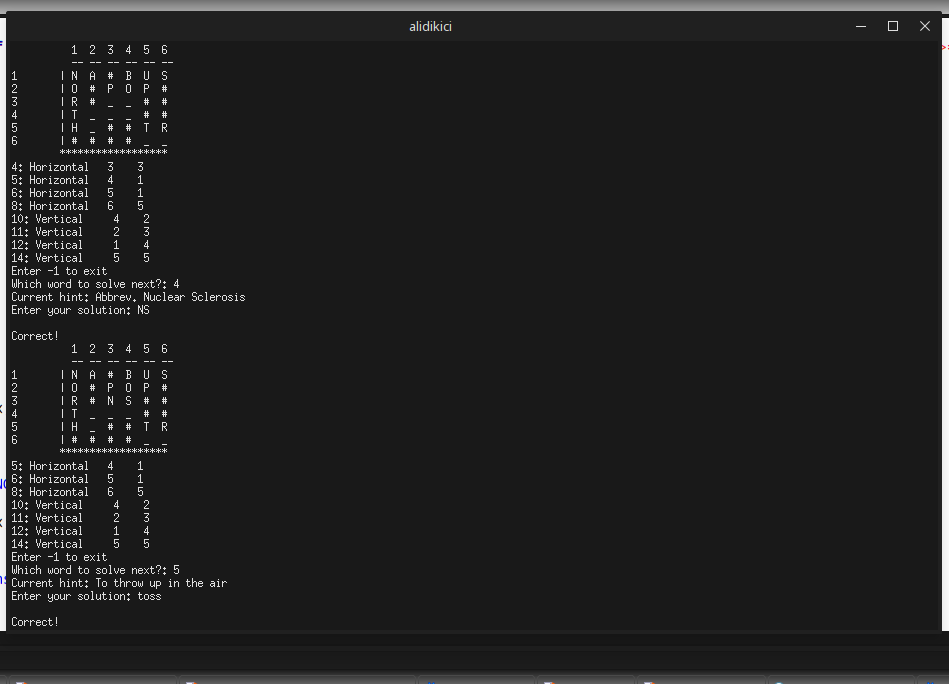 alidikici
1 2 3 4 5 6
-- -- -- -- -- --
1 | N A # B U S
2 | O # P O P #
3 | R # _ _ # #
4 | T _ _ _ # #
5 | H _ # # T R
6 | # # # # _ _
******************
4: Horizontal 3 3
5: Horizontal 4 1
6: Horizontal 5 1
8: Horizontal 6 5
10: Vertical 4 2
11: Vertical 2 3
12: Vertical 1 4
14: Vertical 5 5
Enter -1 to exit
Which word to solve next?: 4
Current hint: Abbrev. Nuclear Sclerosis
Enter your solution: NS
Correct!
1 2 3 4 5 6
-- -- -- -- -- --
1 | N A # B U S
2 | O # P O P #
3 | R # N S # #
4 | T _ _ _ # #
5 | H _ # # T R
6 | # # # # _ _
******************
5: Horizontal 4 1
6: Horizontal 5 1
8: Horizontal 6 5
10: Vertical 4 2
11: Vertical 2 3
12: Vertical 1 4
14: Vertical 5 5
Enter -1 to exit
Which word to solve next?: 5
Current hint: To throw up in the air
Enter your solution: toss
Correct!